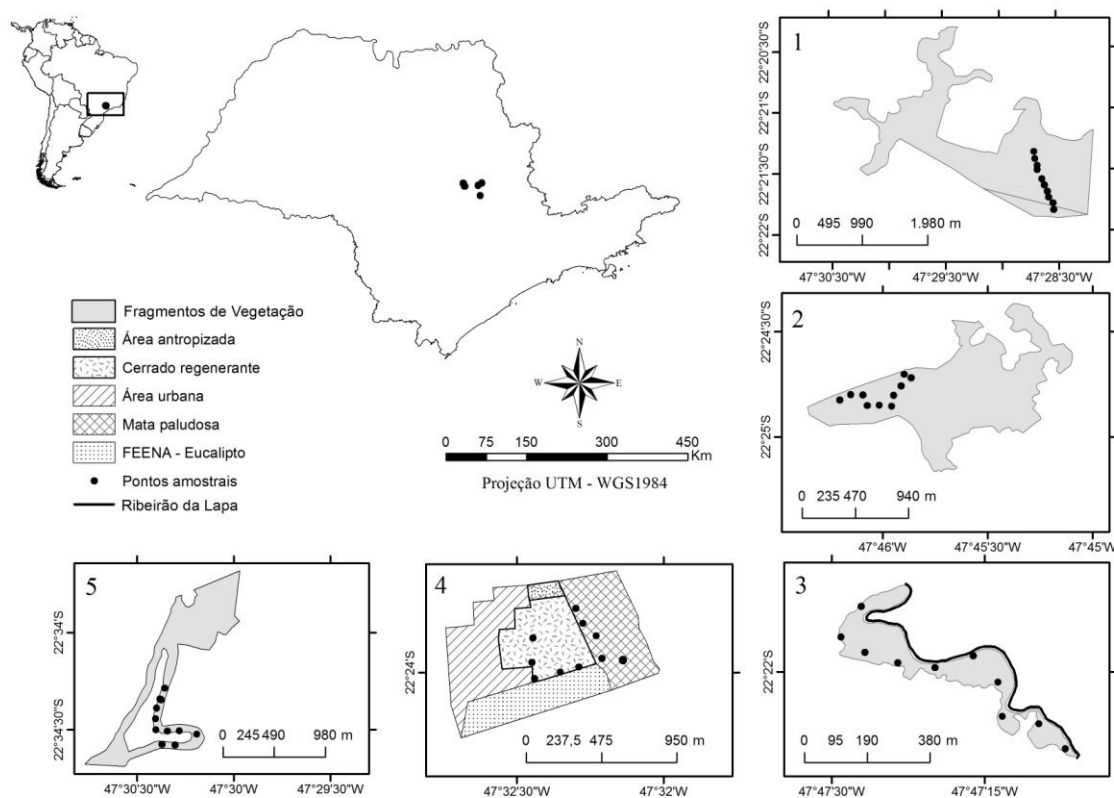 Fragmentos de Vegetação
Área antropizada
Cerrado regenerante
Área urbana
Mata paludosa
FEENA - Eucalipto
Pontos amostrais
Ribeirão da Lapa
N
W E
S
0 75 150 300 450
Km
Projeção UTM - WGS1984
1
22°20'30"S
22°21'S
22°21'30"S
22°22'S
0 495 990 1.980 m
47°30'30"W 47°29'30"W 47°28'30"W
2
22°24'30"S
22°25'S
0 235 470 940 m
47°46'W 47°45'30"W 47°45'W
5
22°34'S
22°34'30"S
0 245 490 980 m
47°30'30"W 47°30'W 47°29'30"W
4
22°24'S
0 237,5 475 950 m
47°32'30"W 47°32'W
3
22°22'S
0 95 190 380 m
47°47'30"W 47°47'15"W